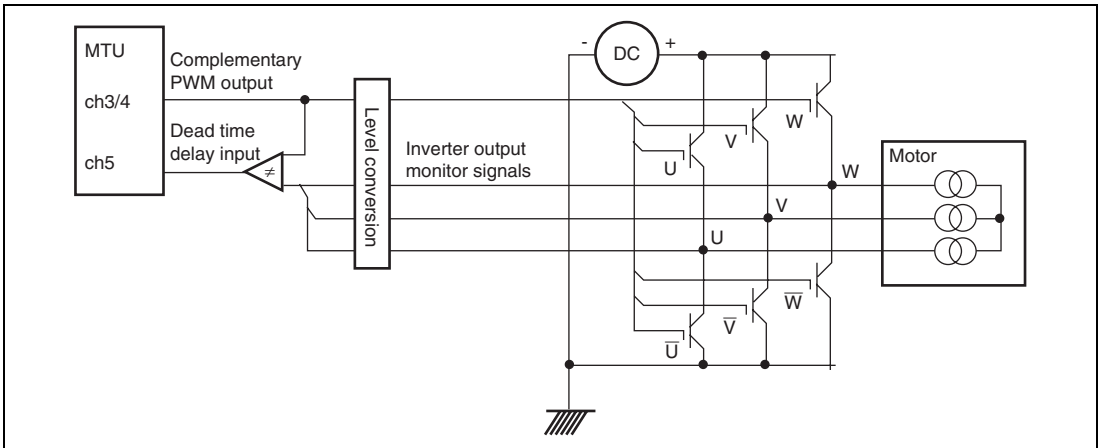 MTU
ch3/4
ch5
Complementary
PWM output
Dead time
delay input
≠
Level conversion
Inverter output
monitor signals
- DC +
W
V
U
W
V
U
W̅
V̅
U̅
Motor